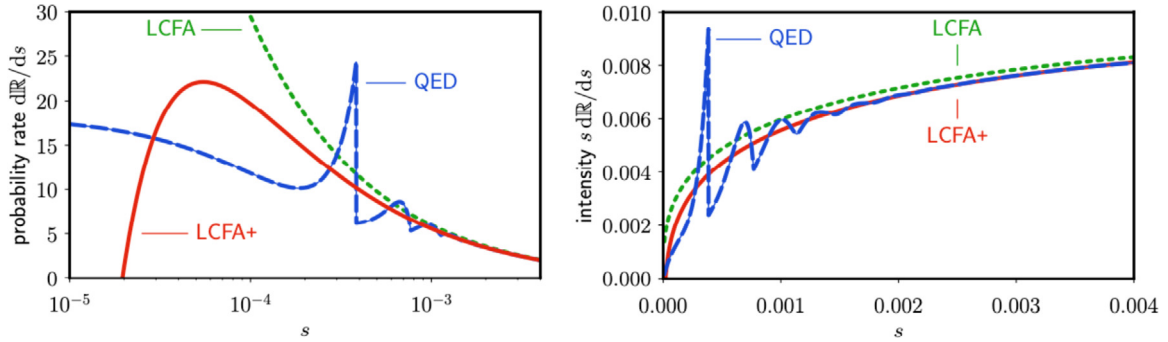 probability rate dℝ/ds
30
25
20
15
10
5
0
10⁻⁵
10⁻⁴
10⁻³
s
LCFA
QED
LCFA+
intensity s dℝ/ds
0.010
0.008
0.006
0.004
0.002
0.000
0.000
0.001
0.002
0.003
0.004
s
QED
LCFA
LCFA+